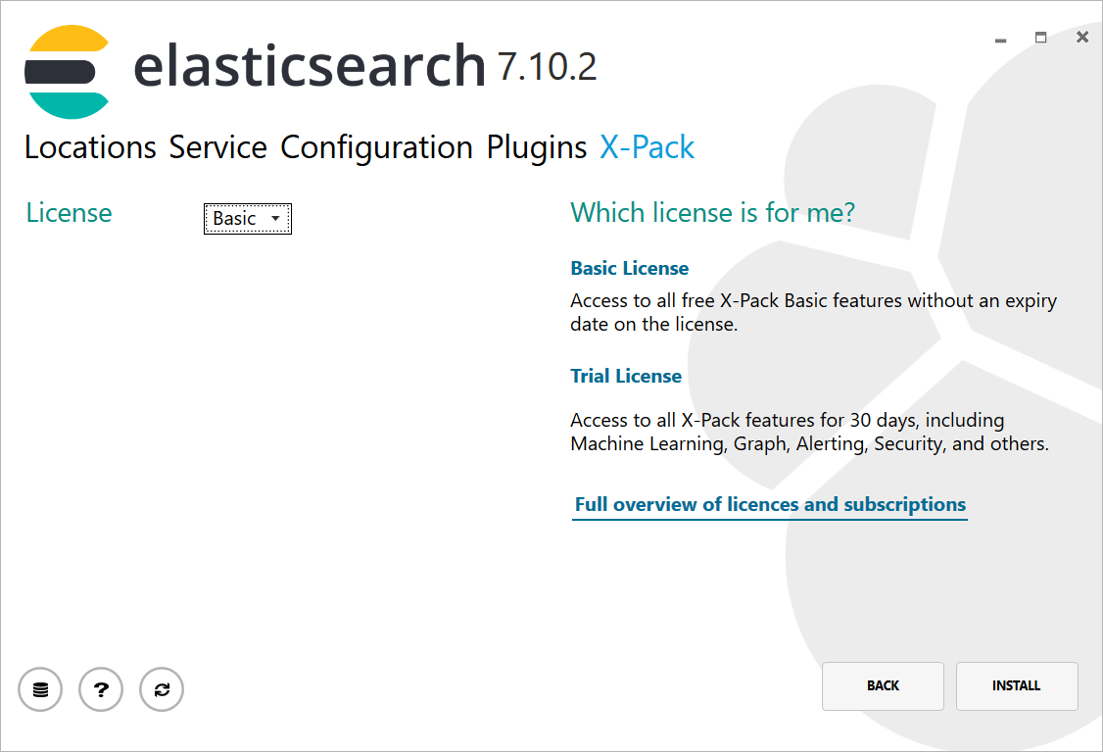 elasticsearch 7.10.2
Locations Service Configuration Plugins X-Pack
License
Basic
Which license is for me?
Basic License
Access to all free X-Pack Basic features without an expiry
date on the license.
Trial License
Access to all X-Pack features for 30 days, including
Machine Learning, Graph, Alerting, Security, and others.
Full overview of licences and subscriptions
?
BACK
INSTALL